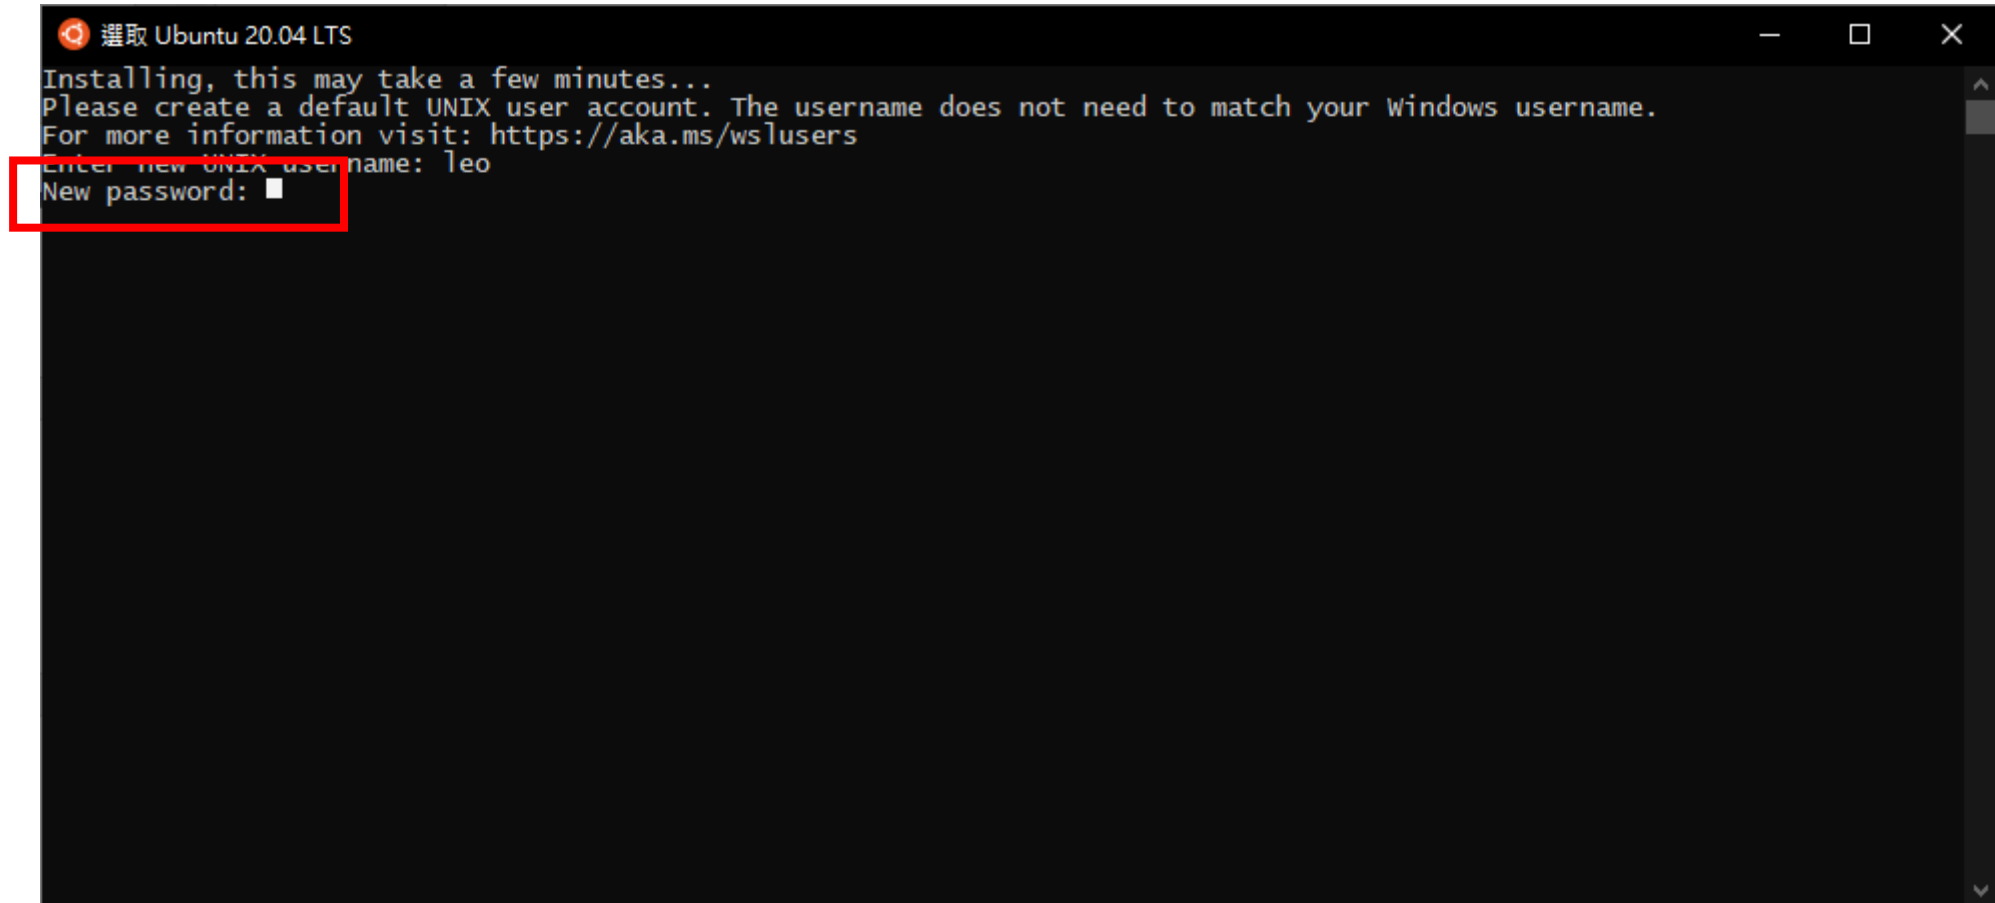 選取 Ubuntu 20.04 LTS
Installing, this may take a few minutes...
Please create a default UNIX user account. The username does not need to match your Windows username.
For more information visit: https://aka.ms/wslusers
Enter new UNIX username: leo
New password: